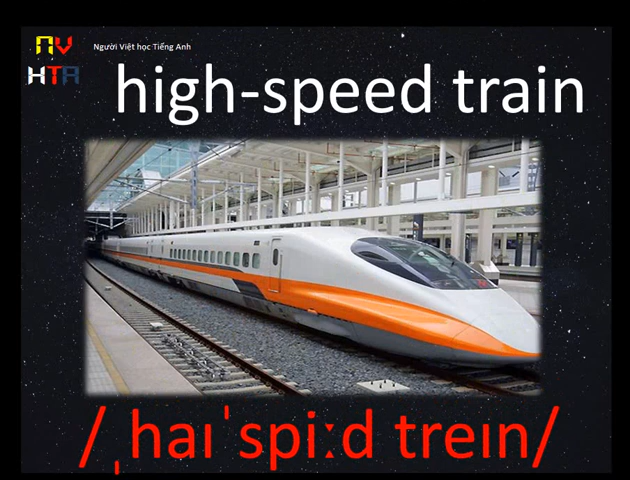 NV
Người Việt học Tiếng Anh
HTA
high-speed train
/ˌhaɪˈspiːd treɪn/